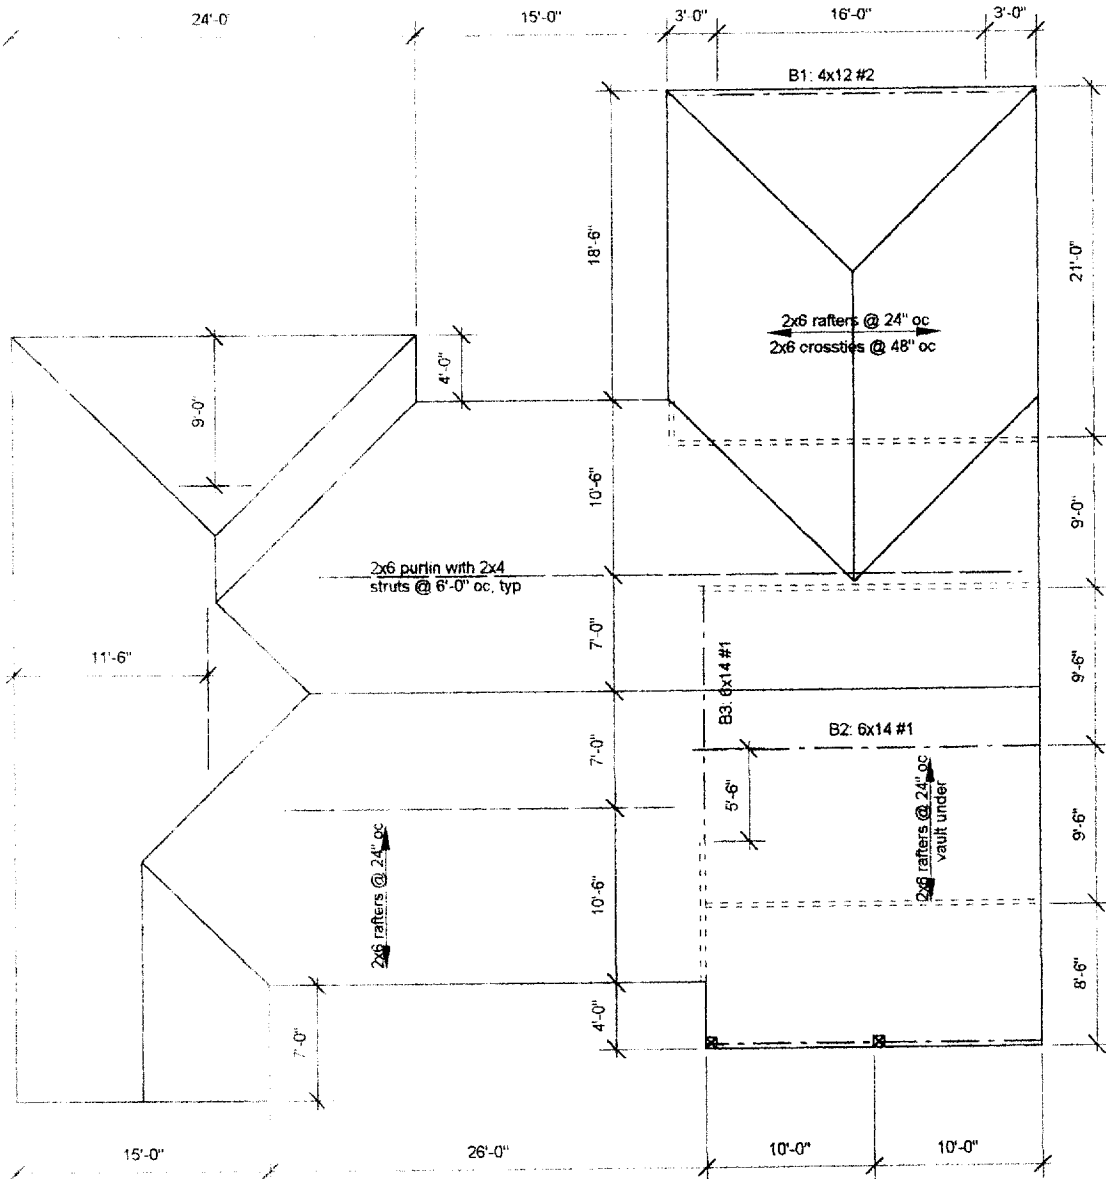 24'-0
15'-0"
3'-0"
16'-0"
3'-0"
B1: 4x12 #2
18'-6"
21'-0"
2x6 rafters @ 24" oc
2x6 crossties @ 48" oc
4'-0"
9'-0"
10'-6"
9'-0"
2x6 purlin with 2x4
struts @ 6'-0" oc, typ
7'-0"
11'-6"
B3: 6x14 #1
9'-6"
B2: 6x14 #1
7'-0"
5'-6"
2x6 rafters @ 24" oc
vault under
9'-6"
2x6 rafters @ 24" oc
10'-6"
8'-6"
4'-0"
7'-0"
15'-0"
26'-0"
10'-0"
10'-0"